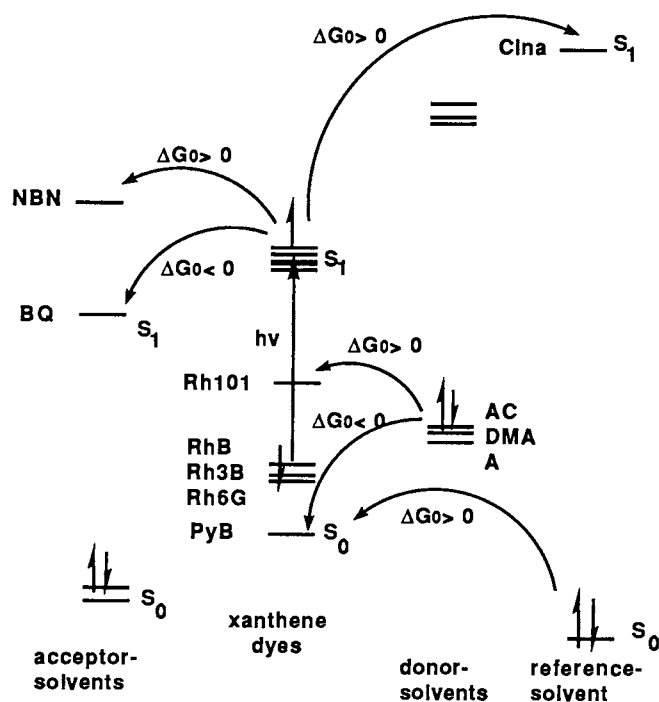 ΔG0> 0
Clna S1
ΔG0> 0
NBN
S1
ΔG0< 0
BQ S1
hν
ΔG0> 0
Rh101
ΔG0< 0
AC
DMA
A
RhB
Rh3B
Rh6G
PyB S0
ΔG0> 0
S0
S0
xanthene
dyes
acceptor-
solvents
donor-
solvents
reference-
solvent